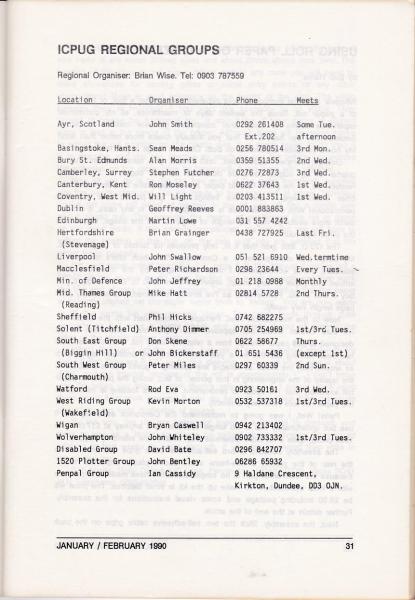 ICPUG REGIONAL GROUPS
Regional Organiser: Brian Wise. Tel: 0903 787559
Location Organiser Phone Meets
Ayr, Scotland John Smith 0292 261408 Some Tue.
Ext.202 afternoon
Basingstoke, Hants. Sean Meads 0256 780514 3rd Mon.
Bury St. Edmunds Alan Morris 0359 51355 2nd Wed.
Camberley, Surrey Stephen Futcher 0276 72873 3rd Wed.
Canterbury, Kent Ron Moseley 0622 37643 1st Wed.
Coventry, West Mid. Will Light 0203 413511 1st Wed.
Dublin Geoffrey Reeves 0001 883863
Edinburgh Martin Lowe 031 557 4242
Hertfordshire Brian Grainger 0438 727925 Last Fri.
(Stevenage)
Liverpool John Swallow 051 521 6910 Wed.termtime
Macclesfield Peter Richardson 0298 23644 Every Tues.
Min. of Defence John Jeffrey 01 218 0988 Monthly
Mid. Thames Group Mike Hatt 02814 5728 2nd Thurs.
(Reading)
Sheffield Phil Hicks 0742 682275
Solent (Titchfield) Anthony Dimmer 0705 254969 1st/3rd Tues.
South East Group Don Skene 0622 58677 Thurs.
(Biggin Hill) or John Bickerstaff 01 651 5436 (except 1st)
South West Group Peter Miles 0297 60339 2nd Sun.
(Charmouth)
Watford Rod Eva 0923 50161 3rd Wed.
West Riding Group Kevin Morton 0532 537318 1st/3rd Tues.
(Wakefield)
Wigan Bryan Caswell 0942 213402
Wolverhampton John Whiteley 0902 733332 1st/3rd Tues.
Disabled Group David Bate 0296 842707
1520 Plotter Group John Bentley 06286 65932
Penpal Group Ian Cassidy 9 Haldane Crescent,
Kirkton, Dundee, DD3 0JN.
JANUARY / FEBRUARY 1990 31